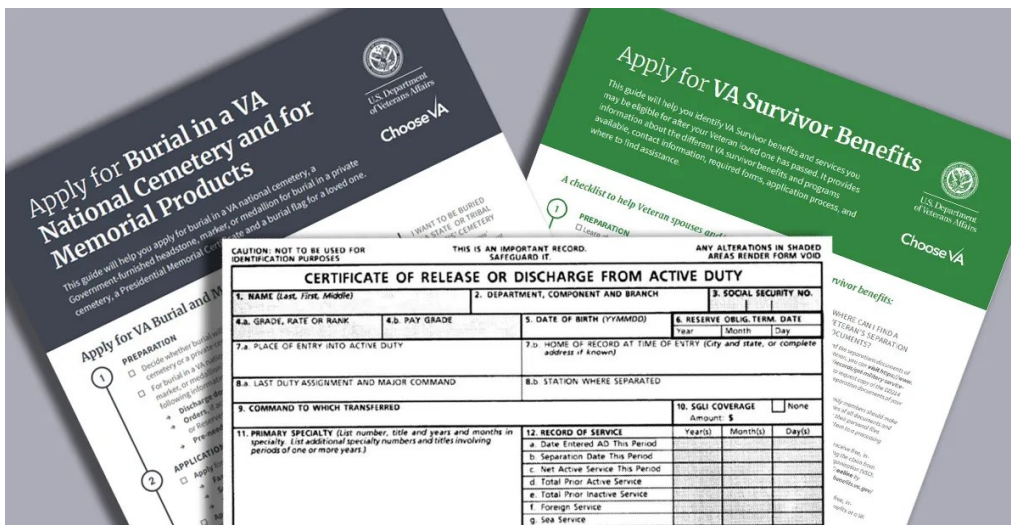 Apply for Burial in a VA
National Cemetery and for
Memorial Products
This guide will help you apply for burial in a VA national cemetery, a
Government-furnished headstone, marker, or medallion for burial in a private
cemetery, a Presidential Memorial Certificate and a burial flag for a loved one.
U.S. Department
of Veterans Affairs
Choose VA
I WANT TO BE BURIED
A STATE OR TRIBAL
CEMETERY
Apply for VA Burial and M
1
PREPARATION
Decide whether burial wil
cemetery or a private ce
For burial in a VA nati
marker, or medallion
following informati
Discharge do
Orders, if a
or Reserv
Pre-need
2
APPLICATION
Apply fo
Apply for VA Survivor Benefits
This guide will help you identify VA Survivor benefits and services you
may be eligible for after your Veteran loved one has passed. It provides
information about the different VA survivor benefits and programs
available, contact information, required forms, application process, and
where to find assistance.
U.S. Department
of Veterans Affairs
Choose VA
A checklist to help Veteran spouses and
rvivor benefits:
1
PREPARATION
Learn
WHERE CAN I FIND A
VETERAN'S SEPARATION
DOCUMENTS?
CAUTION: NOT TO BE USED FOR
IDENTIFICATION PURPOSES
THIS IS AN IMPORTANT RECORD.
SAFEGUARD IT.
ANY ALTERATIONS IN SHADED
AREAS RENDER FORM VOID
CERTIFICATE OF RELEASE OR DISCHARGE FROM ACTIVE DUTY
1. NAME (Last, First, Middle)
2. DEPARTMENT, COMPONENT AND BRANCH
3. SOCIAL SECURITY NO.
4.a. GRADE, RATE OR RANK
4.b. PAY GRADE
5. DATE OF BIRTH (YYMMDD)
6. RESERVE OBLIG. TERM. DATE
Year Month Day
7.a. PLACE OF ENTRY INTO ACTIVE DUTY
7.b. HOME OF RECORD AT TIME OF ENTRY (City and state, or complete
address if known)
8.a. LAST DUTY ASSIGNMENT AND MAJOR COMMAND
8.b. STATION WHERE SEPARATED
9. COMMAND TO WHICH TRANSFERRED
10. SGLI COVERAGE None
Amount: $
11. PRIMARY SPECIALTY (List number, title and years and months in
specialty. List additional specialty numbers and titles involving
periods of one or more years.)
12. RECORD OF SERVICE Year(s) Month(s) Day(s)
a. Date Entered AD This Period
b. Separation Date This Period
c. Net Active Service This Period
d. Total Prior Active Service
e. Total Prior Inactive Service
f. Foreign Service
g. Sea Service